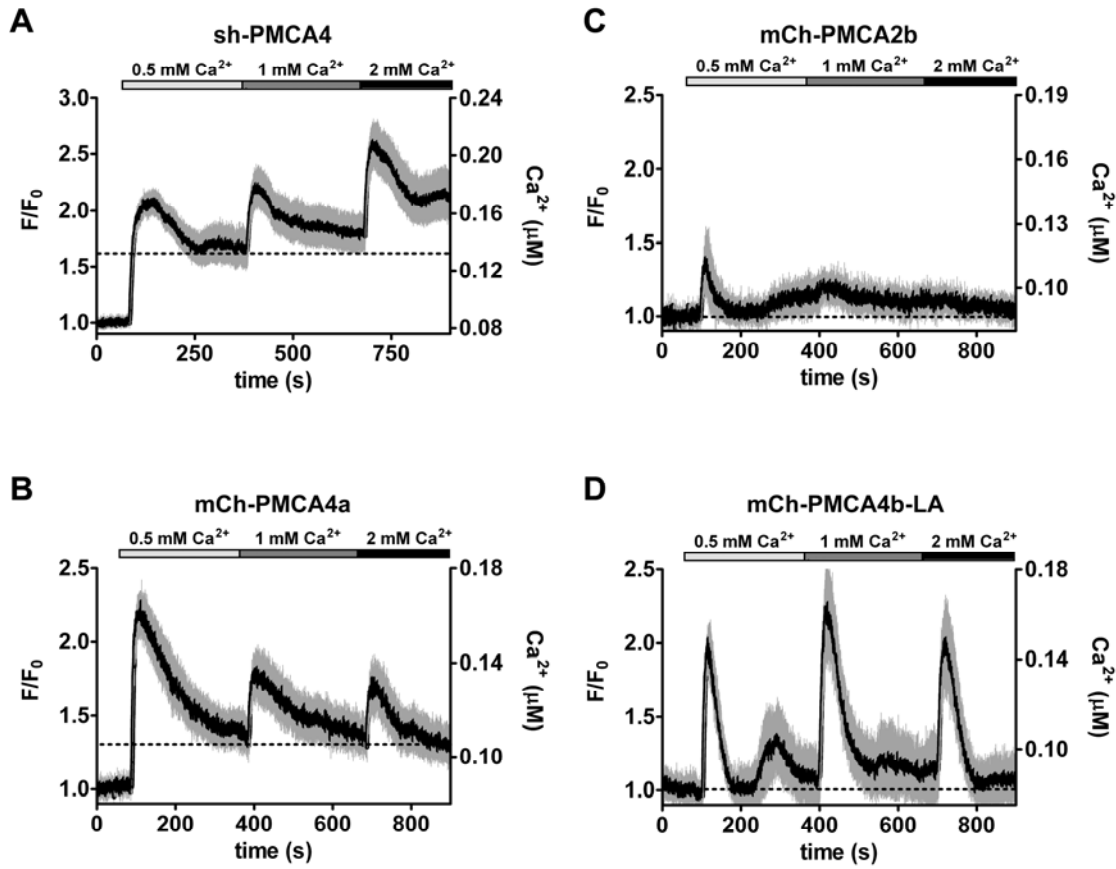 A
sh-PMCA4
0.5 mM Ca²⁺ 1 mM Ca²⁺ 2 mM Ca²⁺
3.0
2.5
2.0
1.5
1.0
F/F₀
0.24
0.20
0.16
0.12
0.08
Ca²⁺ (µM)
0 250 500 750
time (s)
C
mCh-PMCA2b
0.5 mM Ca²⁺ 1 mM Ca²⁺ 2 mM Ca²⁺
2.5
2.0
1.5
1.0
F/F₀
0.19
0.16
0.13
0.10
Ca²⁺ (µM)
0 200 400 600 800
time (s)
B
mCh-PMCA4a
0.5 mM Ca²⁺ 1 mM Ca²⁺ 2 mM Ca²⁺
2.5
2.0
1.5
1.0
F/F₀
0.18
0.14
0.10
Ca²⁺ (µM)
0 200 400 600 800
time (s)
D
mCh-PMCA4b-LA
0.5 mM Ca²⁺ 1 mM Ca²⁺ 2 mM Ca²⁺
2.5
2.0
1.5
1.0
F/F₀
0.18
0.14
0.10
Ca²⁺ (µM)
0 200 400 600 800
time (s)